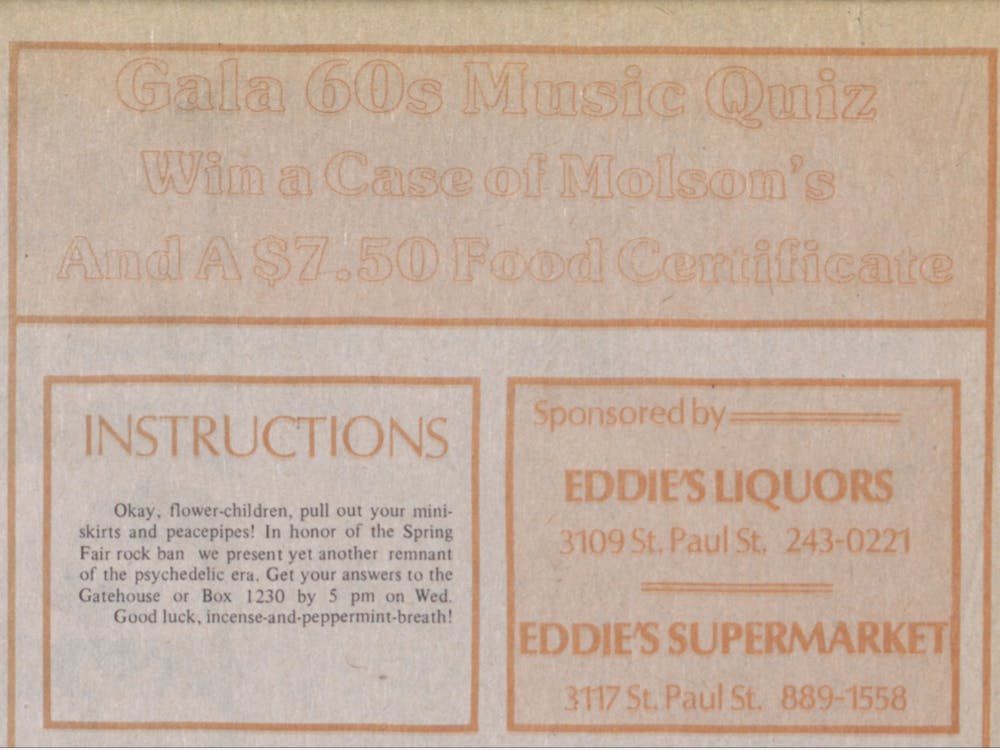 Gala 60s Music Quiz
Win a Case of Molson's
And A $7.50 Food Certificate
INSTRUCTIONS
Okay, flower-children, pull out your mini-
skirts and peacepipes! In honor of the Spring
Fair rock ban we present yet another remnant
of the psychedelic era. Get your answers to the
Gatehouse or Box 1230 by 5 pm on Wed.
Good luck, incense-and-peppermint-breath!
Sponsored by
EDDIE'S LIQUORS
3109 St. Paul St. 243-0221
EDDIE'S SUPERMARKET
3117 St. Paul St. 889-1558